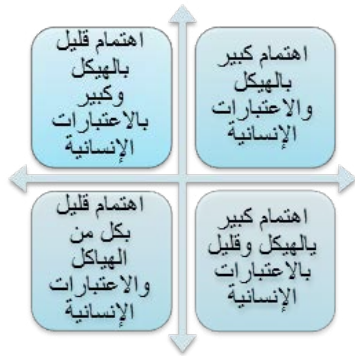 اهتمام كبير
بالهيكل
والاعتبارات
الإنسانية
اهتمام قليل
بالهيكل
وكبير
بالاعتبارات
الإنسانية
اهتمام كبير
يالهيكل وقليل
بالاعتبارات
الإنسانية
اهتمام قليل
بكل من
الهياكل
والاعتبارات
الإنسانية